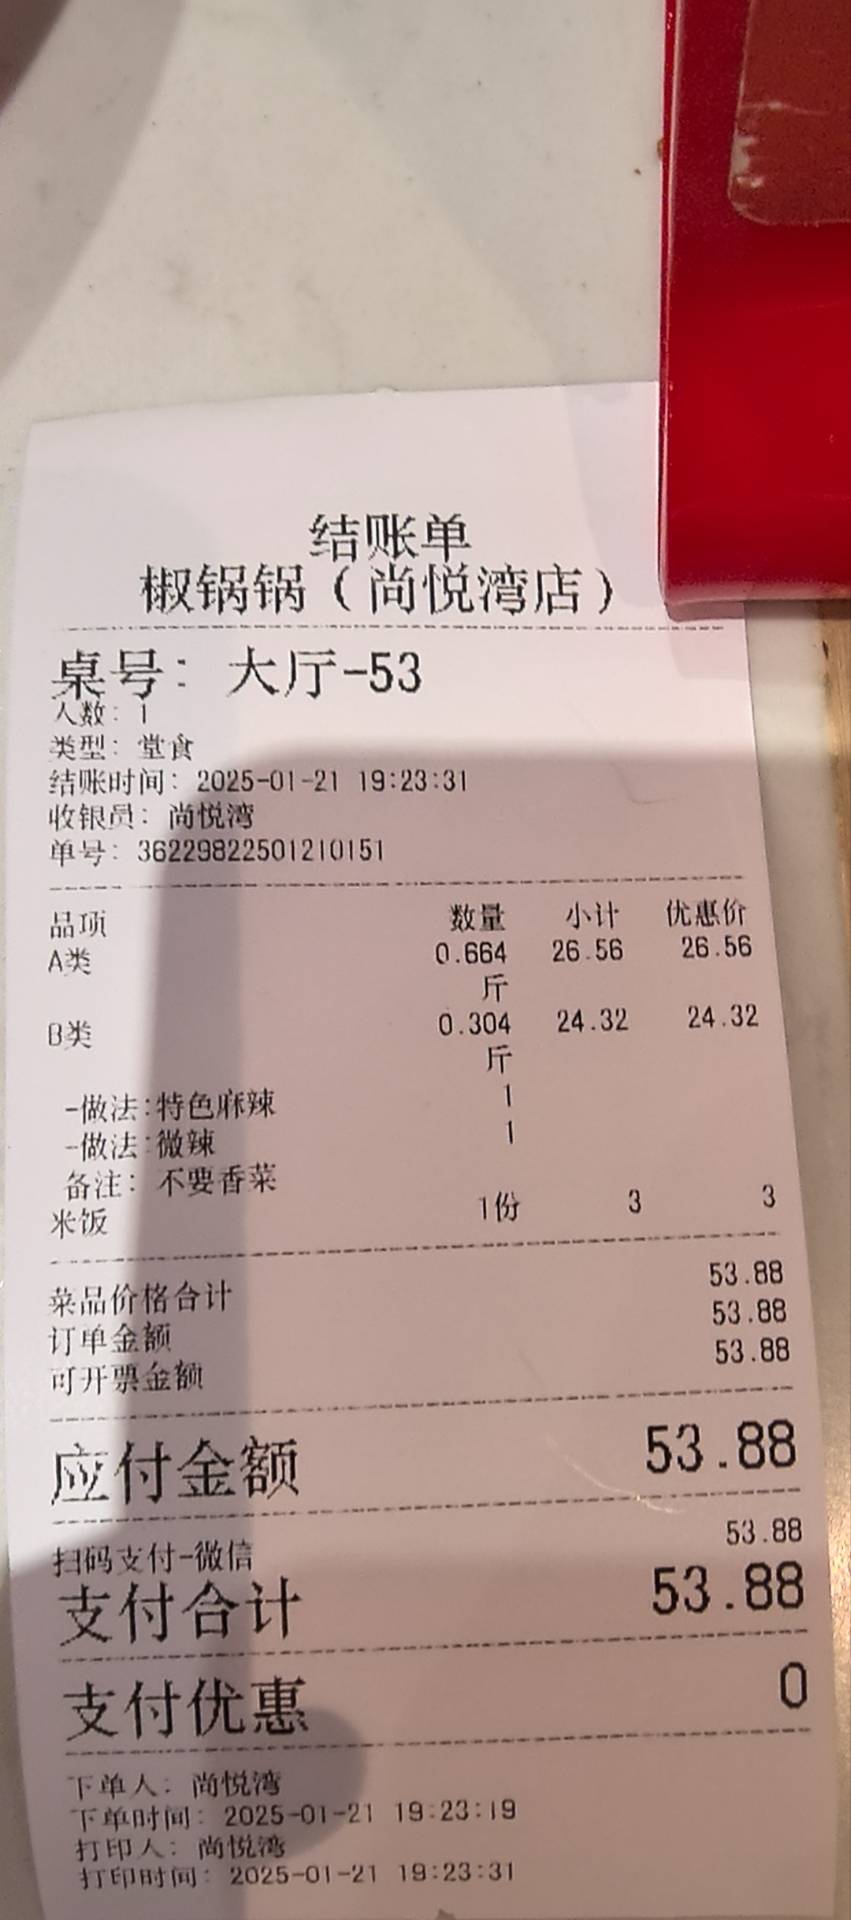 结账单
椒锅锅（尚悦湾店）
桌号: 大厅-53
人数: 1
类型: 堂食
结账时间: 2025-01-21 19:23:31
收银员: 尚悦湾
单号: 36229822501210151
品项 数量 小计 优惠价
A类 0.664 26.56 26.56
斤
B类 0.304 24.32 24.32
斤
-做法:特色麻辣 1
-做法:微辣 1
备注: 不要香菜
米饭 1份 3 3
菜品价格合计 53.88
订单金额 53.88
可开票金额 53.88
应付金额 53.88
扫码支付-微信 53.88
支付合计 53.88
支付优惠 0
下单人: 尚悦湾
下单时间: 2025-01-21 19:23:19
打印人: 尚悦湾
打印时间: 2025-01-21 19:23:31